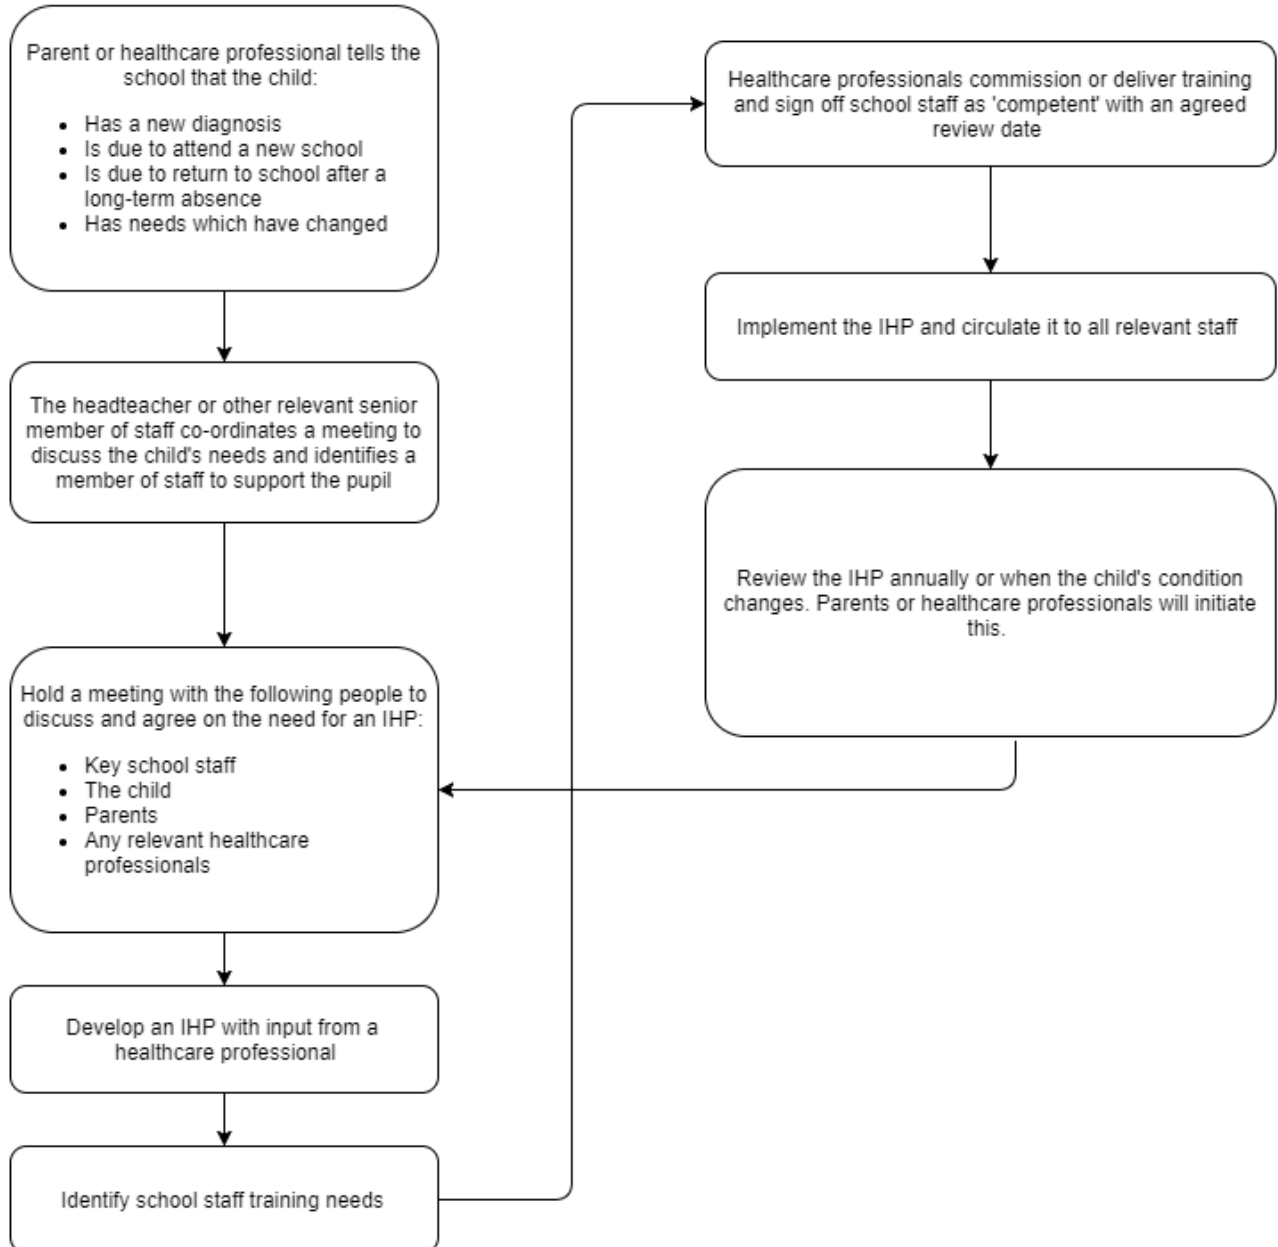 Parent or healthcare professional tells the
school that the child:
• Has a new diagnosis
• Is due to attend a new school
• Is due to return to school after a
long-term absence
• Has needs which have changed
The headteacher or other relevant senior
member of staff co-ordinates a meeting to
discuss the child's needs and identifies a
member of staff to support the pupil
Hold a meeting with the following people to
discuss and agree on the need for an IHP:
• Key school staff
• The child
• Parents
• Any relevant healthcare
professionals
Develop an IHP with input from a
healthcare professional
Identify school staff training needs
Healthcare professionals commission or deliver training
and sign off school staff as 'competent' with an agreed
review date
Implement the IHP and circulate it to all relevant staff
Review the IHP annually or when the child's condition
changes. Parents or healthcare professionals will initiate
this.